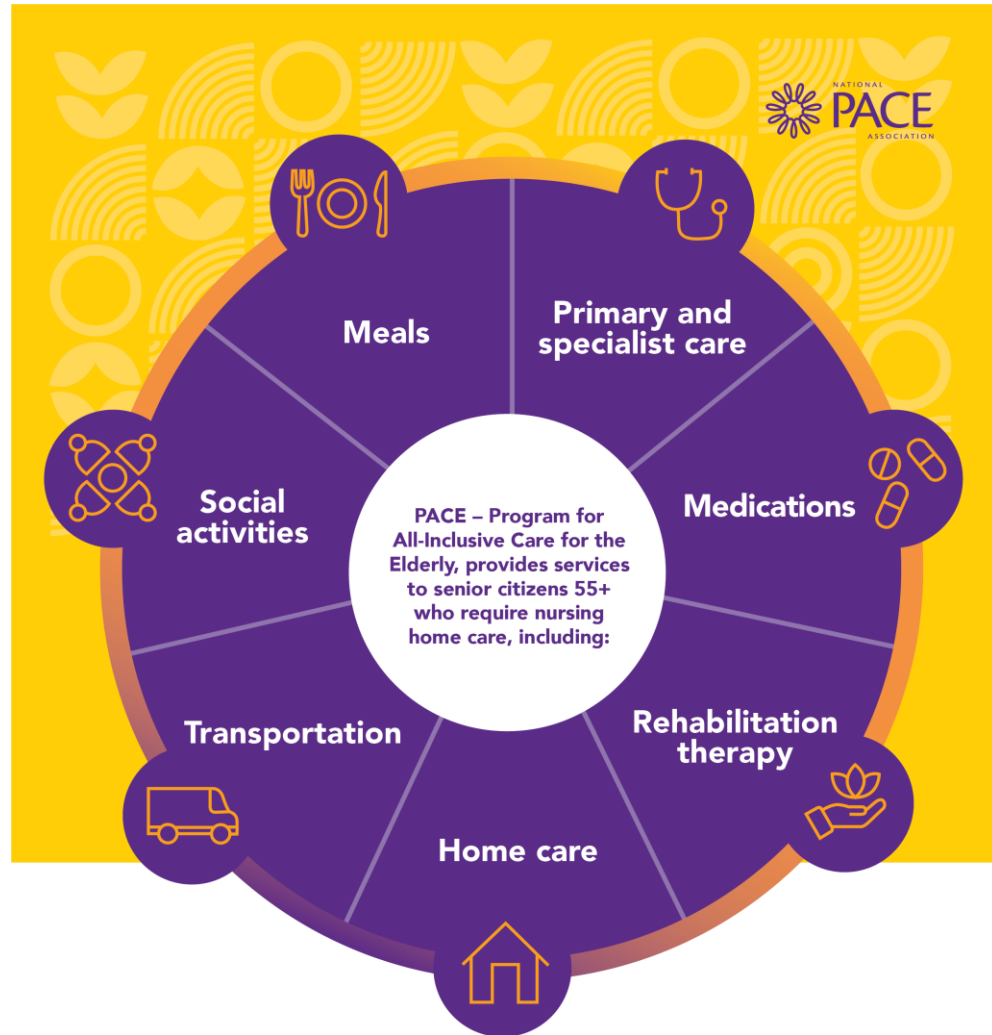 NATIONAL
PACE
ASSOCIATION
Meals
Primary and
specialist care
Medications
Rehabilitation
therapy
Home care
Transportation
Social
activities
PACE – Program for
All-Inclusive Care for the
Elderly, provides services
to senior citizens 55+
who require nursing
home care, including: